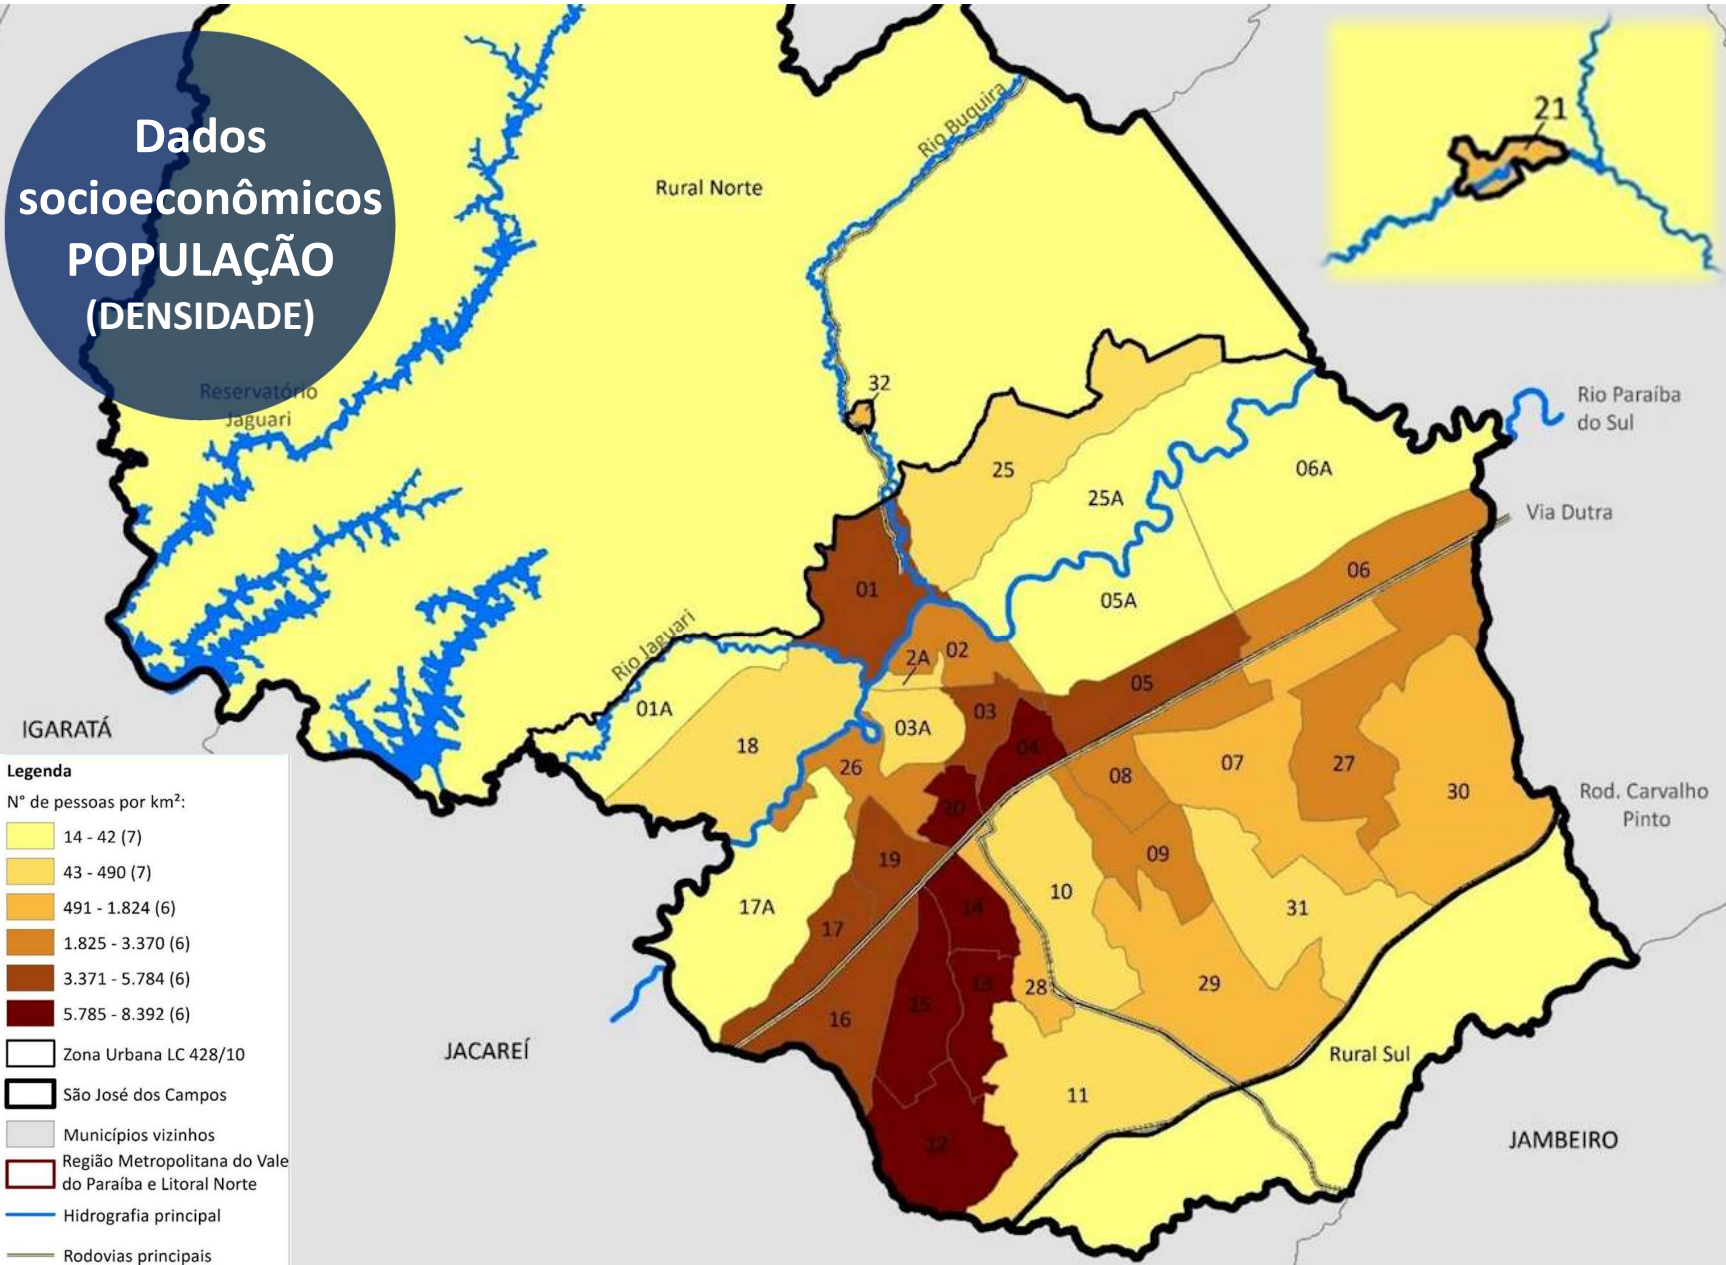 Dados
socioeconômicos
POPULAÇÃO
(DENSIDADE)
21
Rio Buquira
Rural Norte
Reservatório
Jaguari
32
Rio Paraíba
do Sul
25
06A
25A
Via Dutra
06
01
05A
Rio Jaguari
2A
02
05
01A
03
03A
IGARATÁ
18
04
26
08
07
27
30
Rod. Carvalho
Pinto
20
09
19
10
17A
14
31
17
13
28
29
15
16
JACAREÍ
Rural Sul
11
12
JAMBEIRO
Legenda
N° de pessoas por km²:
14 - 42 (7)
43 - 490 (7)
491 - 1.824 (6)
1.825 - 3.370 (6)
3.371 - 5.784 (6)
5.785 - 8.392 (6)
Zona Urbana LC 428/10
São José dos Campos
Municípios vizinhos
Região Metropolitana do Vale
do Paraíba e Litoral Norte
Hidrografia principal
Rodovias principais